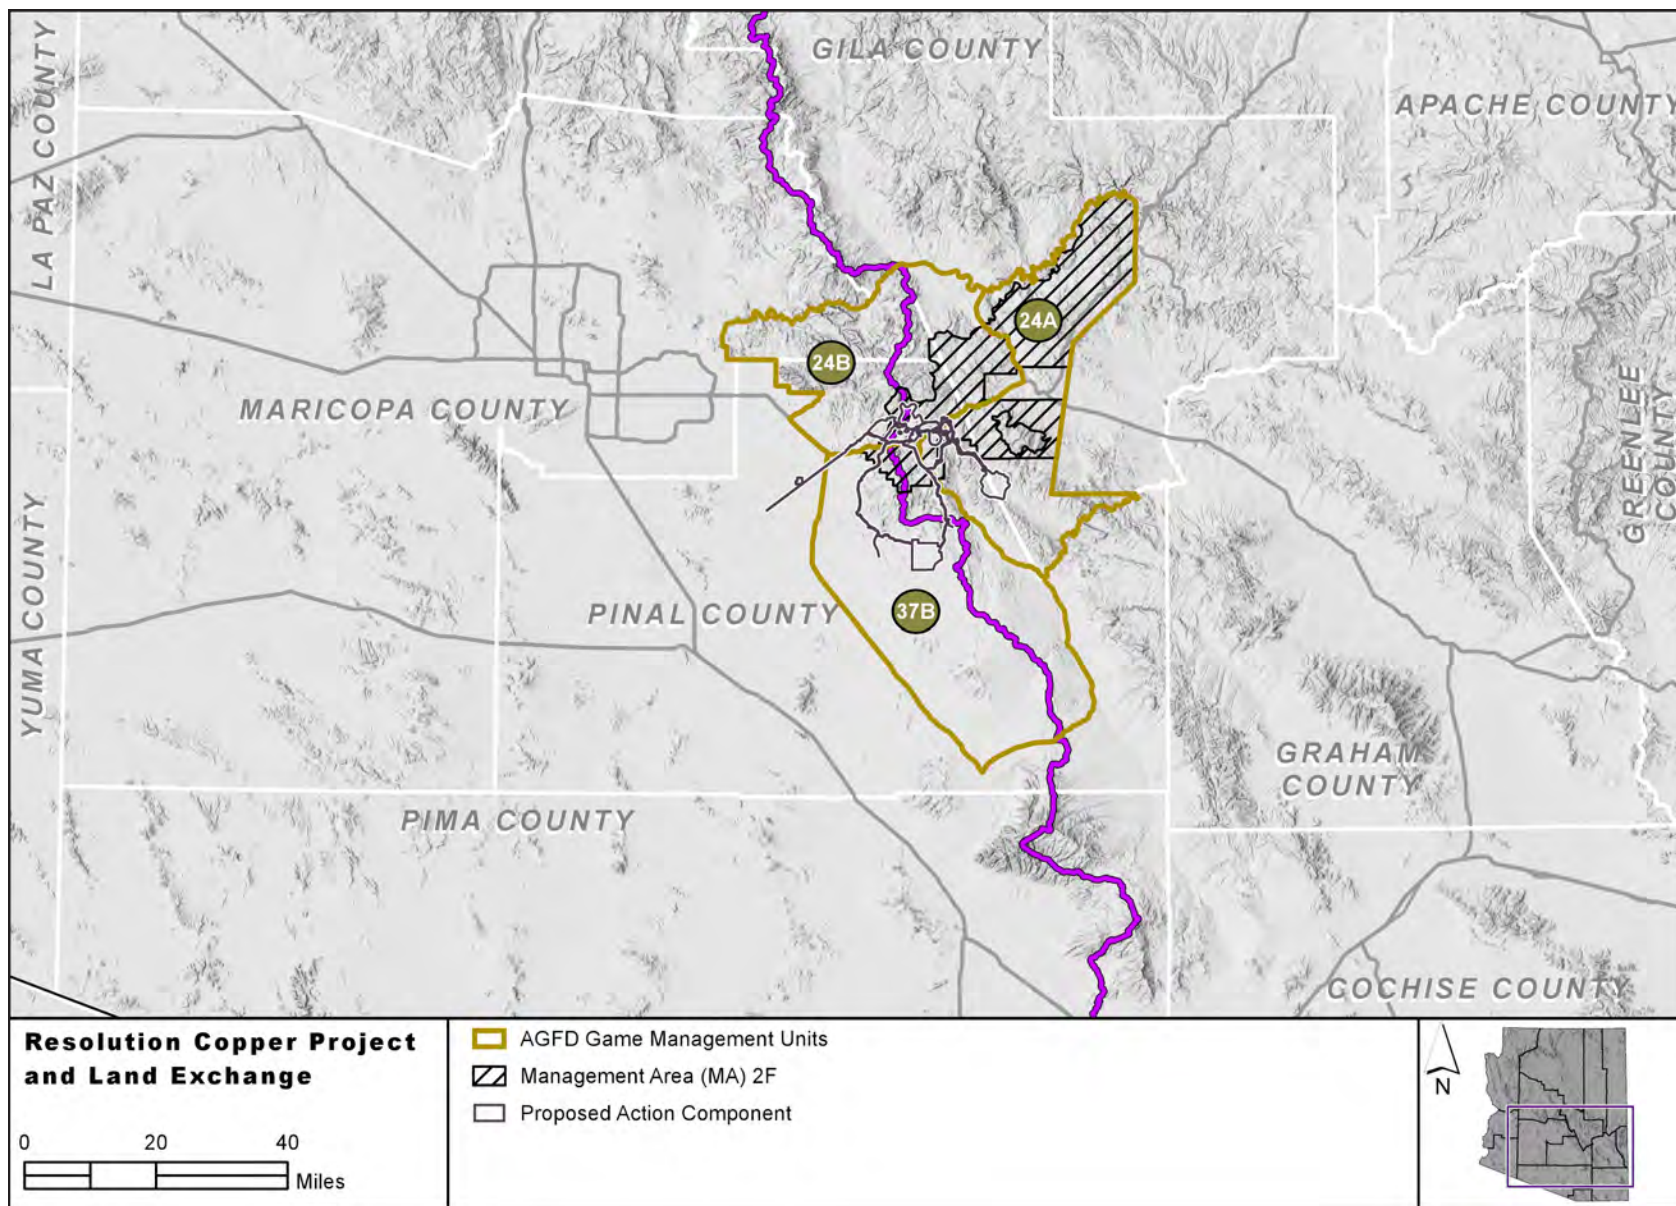 GILA COUNTY
LA PAZ COUNTY
APACHE COUNTY
24A
24B
MARICOPA COUNTY
GREENLEE
COUNTY
YUMA COUNTY
PINAL COUNTY
37B
GRAHAM
COUNTY
PIMA COUNTY
COCHISE COUNTY
Resolution Copper Project
and Land Exchange
0 20 40
Miles
AGFD Game Management Units
Management Area (MA) 2F
Proposed Action Component
N